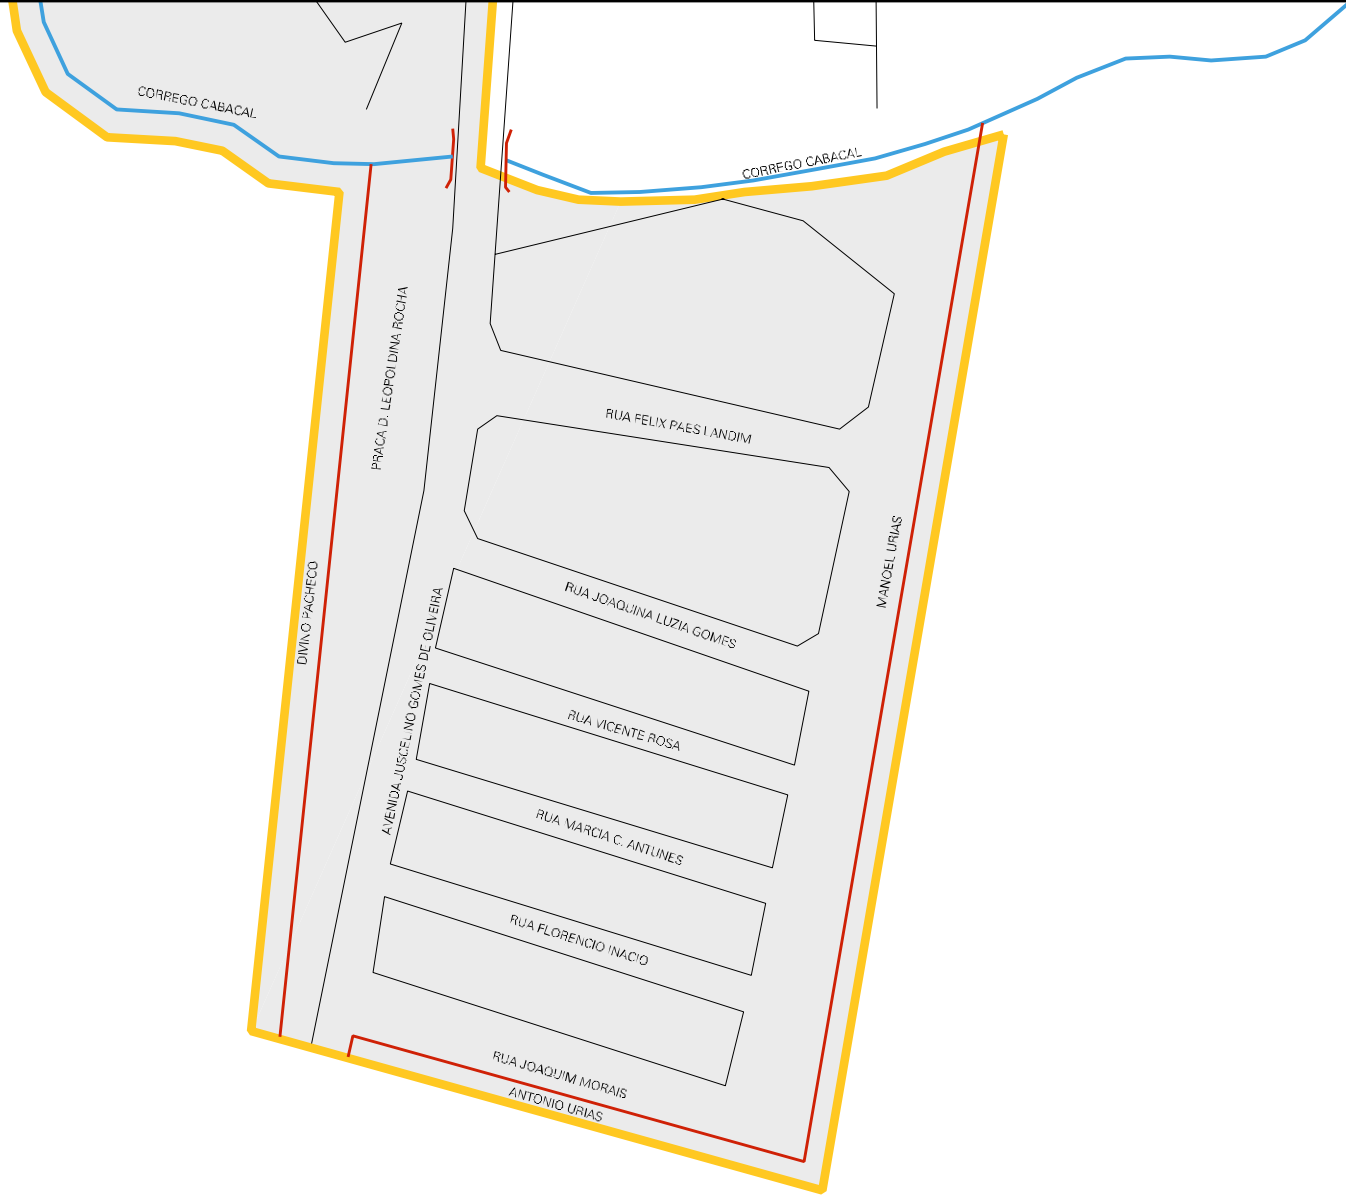 CORREGO CABACAL
CORREGO CABACAL
PRACA D. LEOPOLDINA ROCHA
RUA FELIX PAES LANDIM
MANOEL URIAS
DIVINO PACHECO
RUA JOAQUINA LUZIA GOMES
AVENIDA JUSCELINO GOMES DE OLIVEIRA
RUA VICENTE ROSA
RUA MARCIA C. ANTUNES
RUA FLORENCIO INACIO
RUA JOAQUIM MORAIS
ANTONIO URIAS